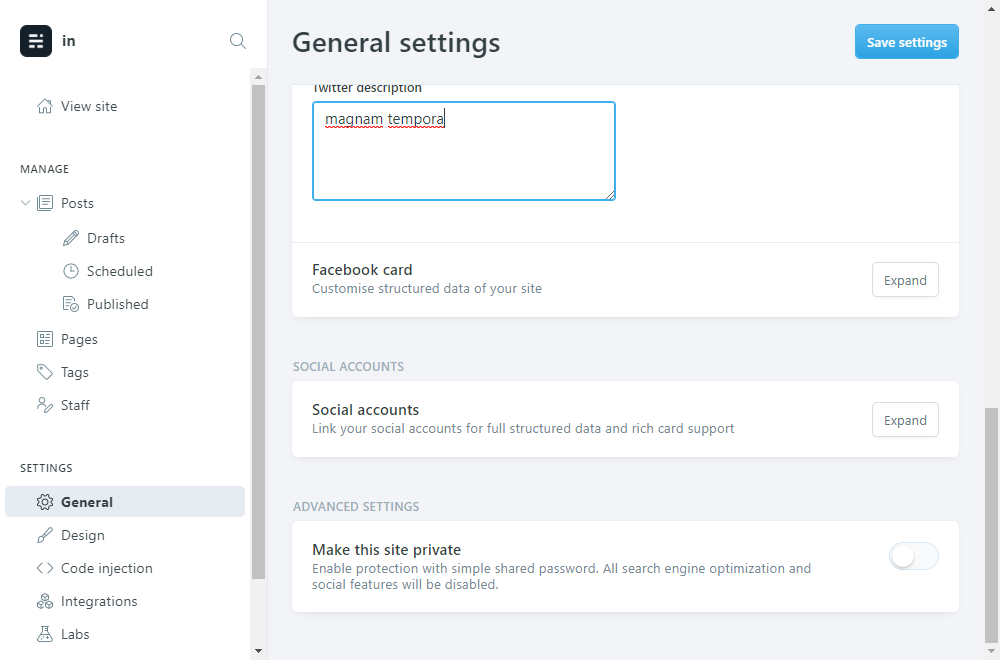 in
View site
MANAGE
Posts
Drafts
Scheduled
Published
Pages
Tags
Staff
SETTINGS
General
Design
Code injection
Integrations
Labs
General settings
Save settings
Twitter description
magnam tempora
Facebook card
Customise structured data of your site
Expand
SOCIAL ACCOUNTS
Social accounts
Link your social accounts for full structured data and rich card support
Expand
ADVANCED SETTINGS
Make this site private
Enable protection with simple shared password. All search engine optimization and
social features will be disabled.